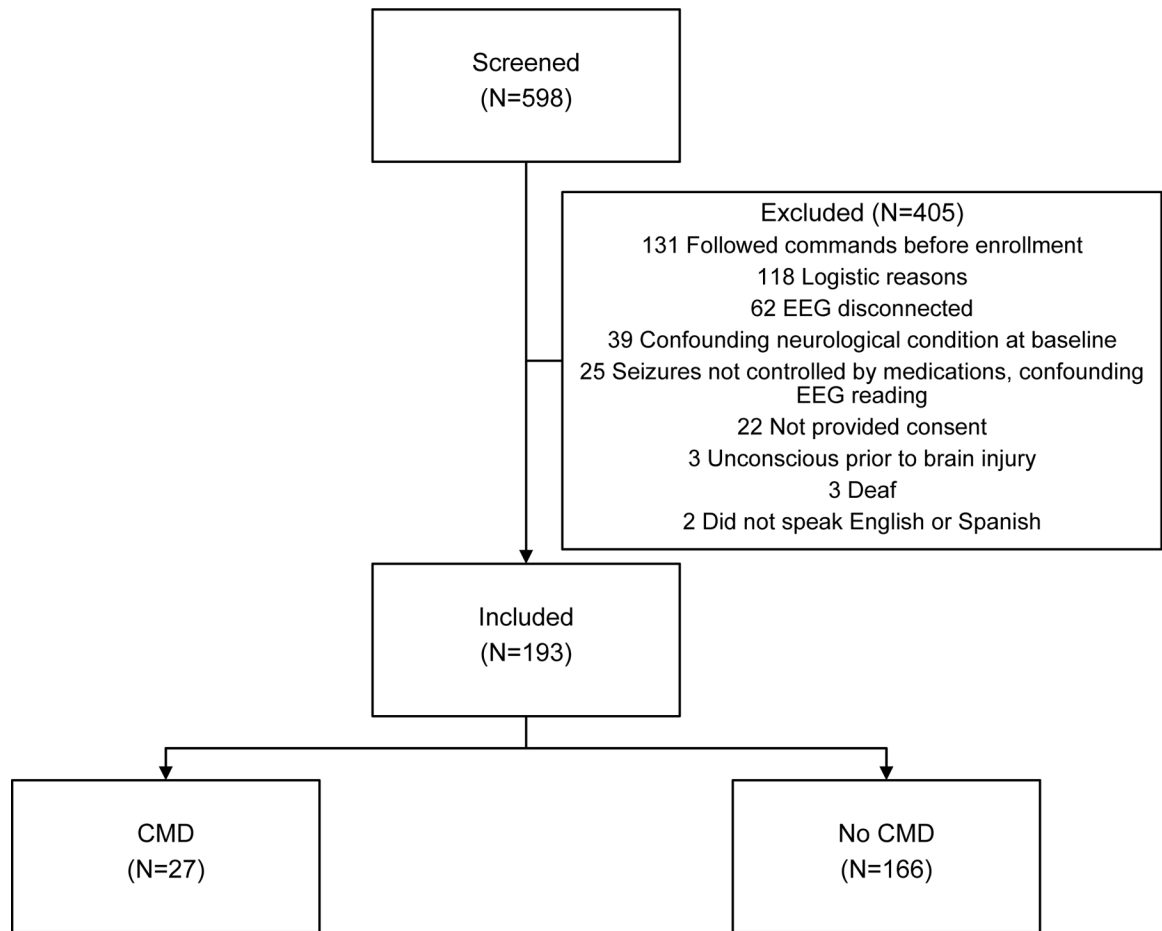 Screened
(N=598)
Excluded (N=405)
131 Followed commands before enrollment
118 Logistic reasons
62 EEG disconnected
39 Confounding neurological condition at baseline
25 Seizures not controlled by medications, confounding
EEG reading
22 Not provided consent
3 Unconscious prior to brain injury
3 Deaf
2 Did not speak English or Spanish
Included
(N=193)
CMD
(N=27)
No CMD
(N=166)